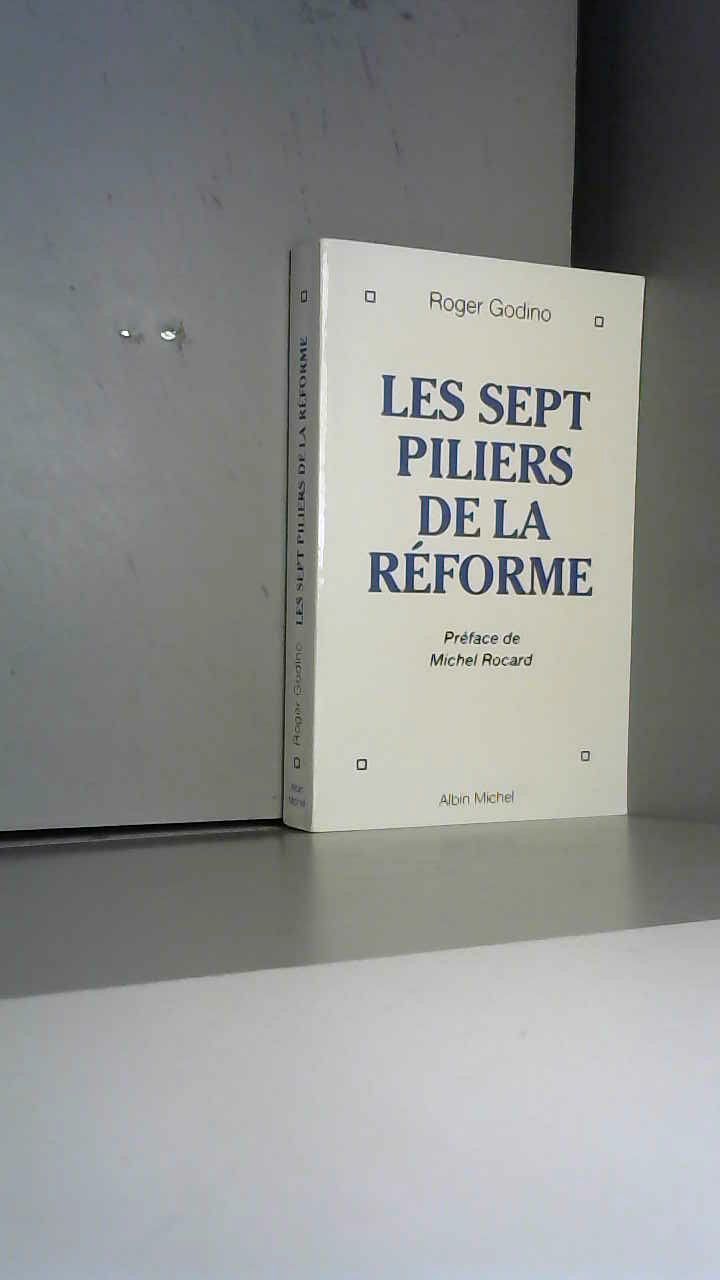 Roger Godino
LES SEPT
PILIERS
DE LA
RÉFORME
Préface de
Michel Rocard
Albin Michel
LES SEPT PILIERS DE LA RÉFORME
Roger Godino
Albin
Michel